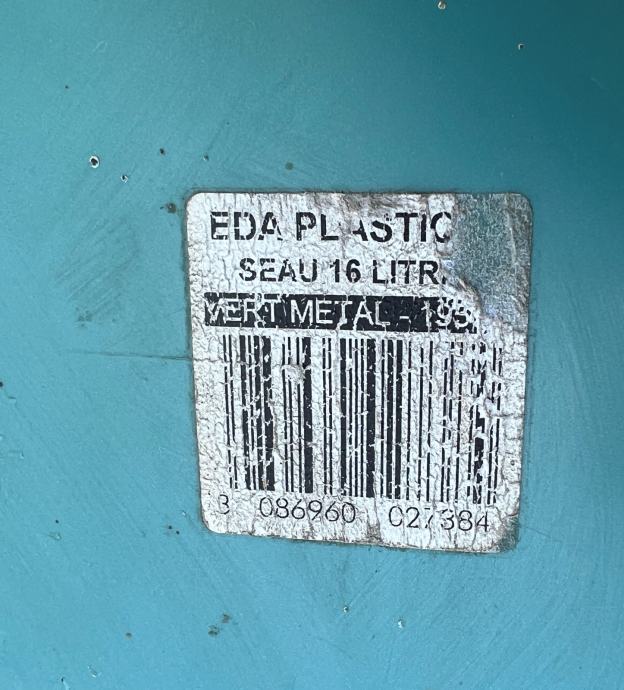 EDA PLASTIC
SEAU 16 LITR
VERT METAL -
3 086960 027384